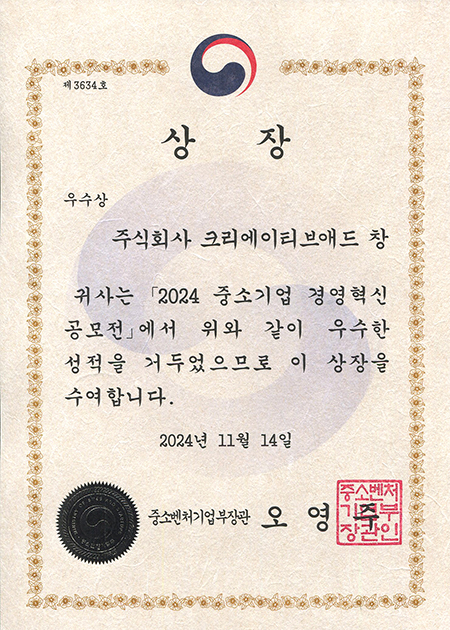 제 3634 호
상 장
우수상
주식회사 크리에이티브애드 창
귀사는 「2024 중소기업 경영혁신
공모전」에서 위와 같이 우수한
성적을 거두었으므로 이 상장을
수여합니다.
2024년 11월 14일
중소벤처기업부장관 오 영 주
중소벤처
기업부
장관인